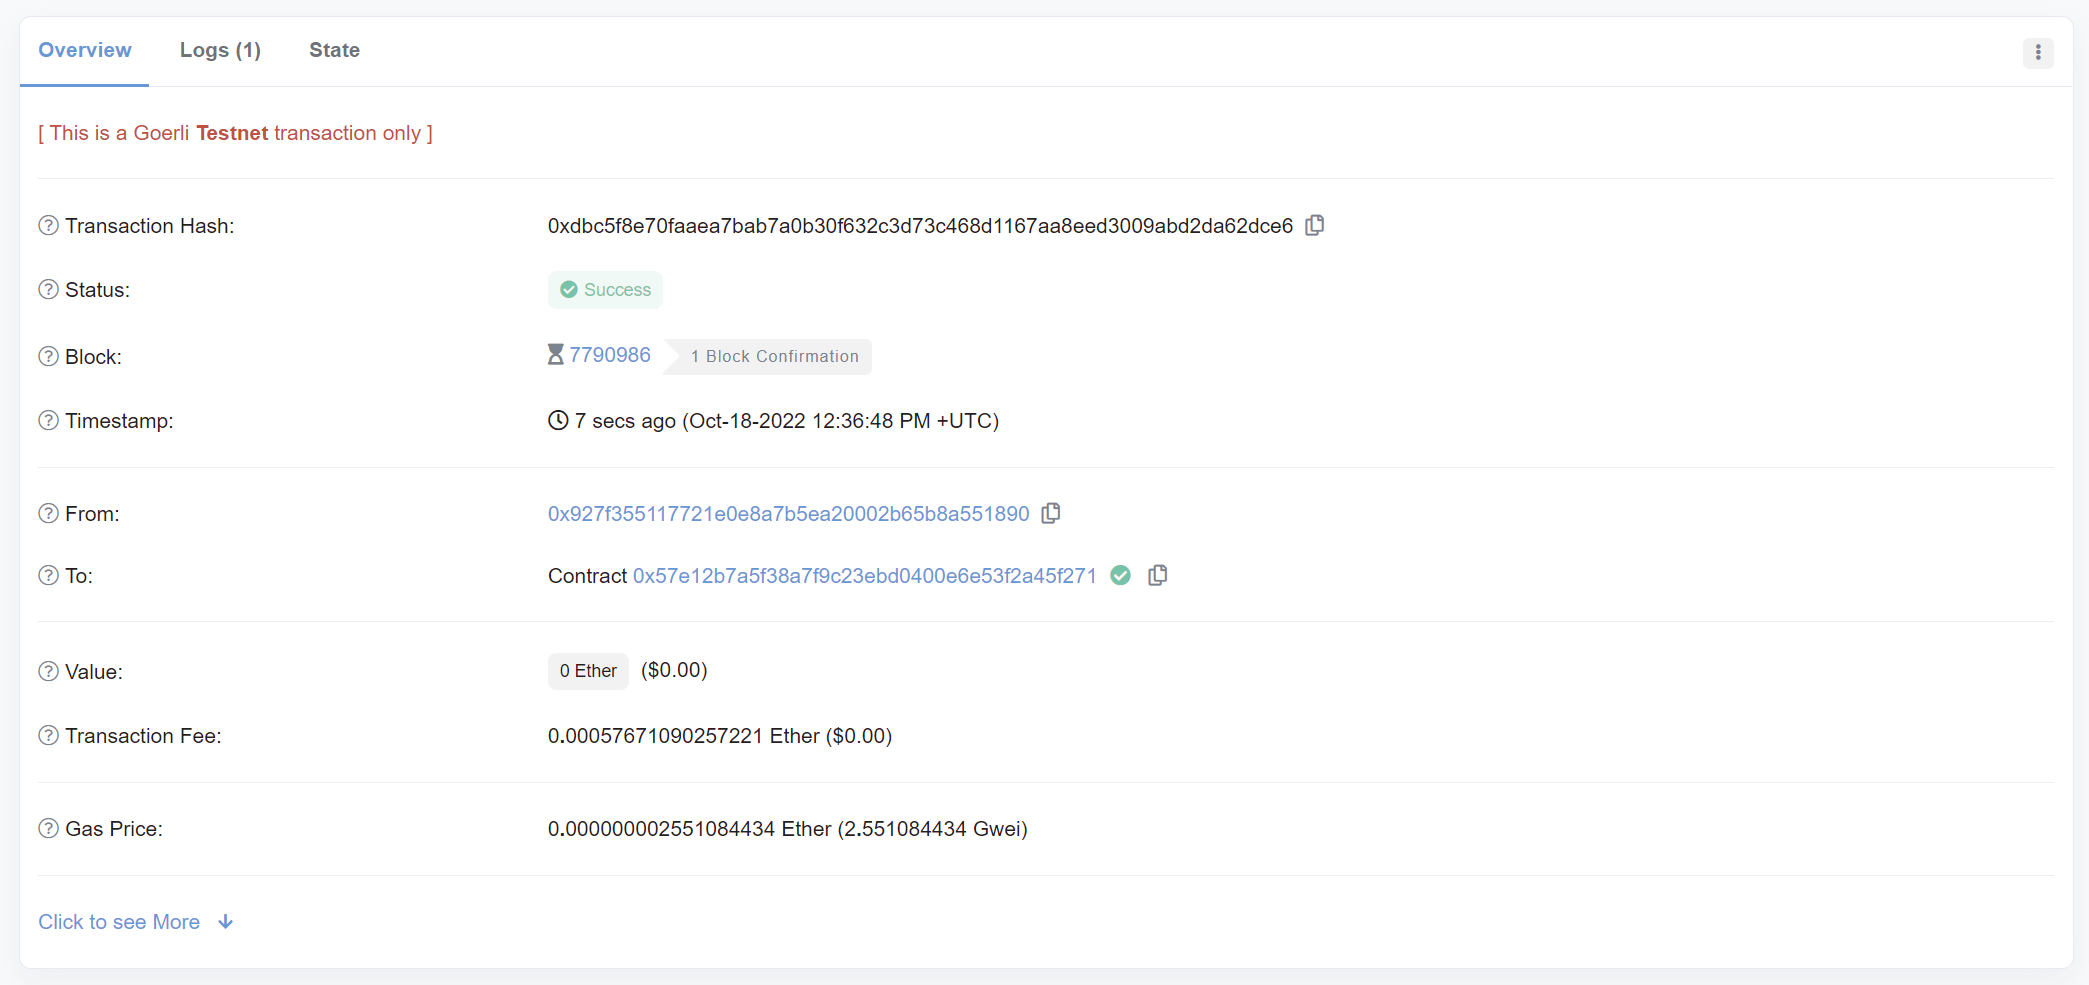 Overview Logs (1) State
[ This is a Goerli Testnet transaction only ]
Transaction Hash: 0xdbc5f8e70faaea7bab7a0b30f632c3d73c468d1167aa8eed3009abd2da62dce6
Status: Success
Block: 7790986 1 Block Confirmation
Timestamp: 7 secs ago (Oct-18-2022 12:36:48 PM +UTC)
From: 0x927f355117721e0e8a7b5ea20002b65b8a551890
To: Contract 0x57e12b7a5f38a7f9c23ebd0400e6e53f2a45f271
Value: 0 Ether ($0.00)
Transaction Fee: 0.00057671090257221 Ether ($0.00)
Gas Price: 0.000000002551084434 Ether (2.551084434 Gwei)
Click to see More